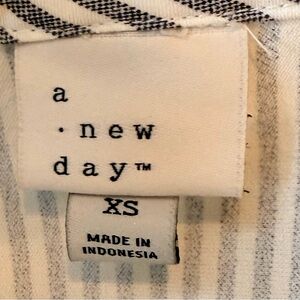 a
· new
day™
XS
MADE IN
INDONESIA